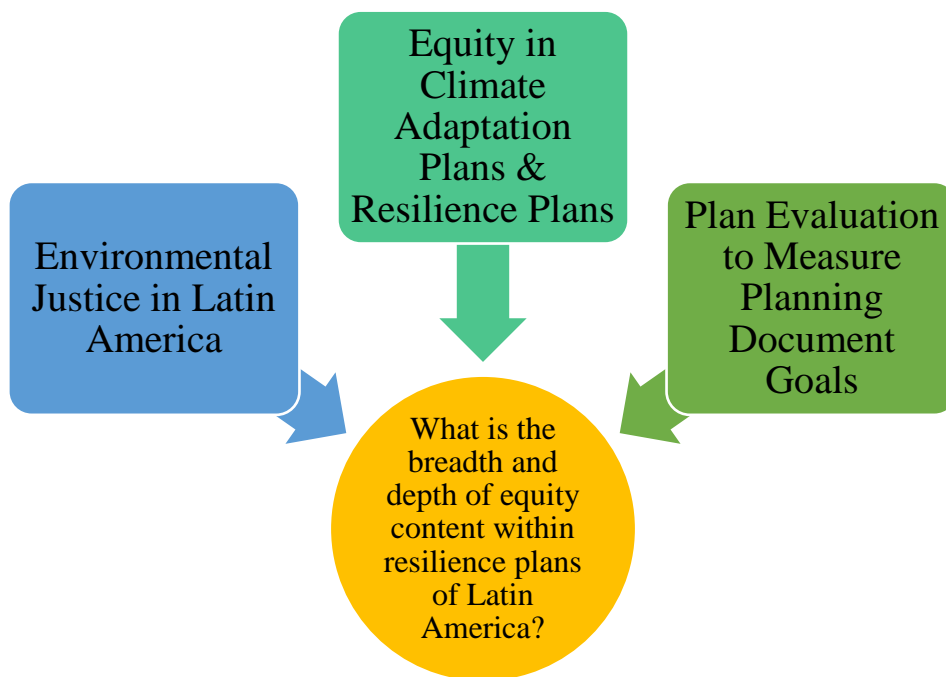 Equity in
Climate
Adaptation
Plans &
Resilience Plans
Environmental
Justice in Latin
America
Plan Evaluation
to Measure
Planning
Document
Goals
What is the
breadth and
depth of equity
content within
resilience plans
of Latin
America?